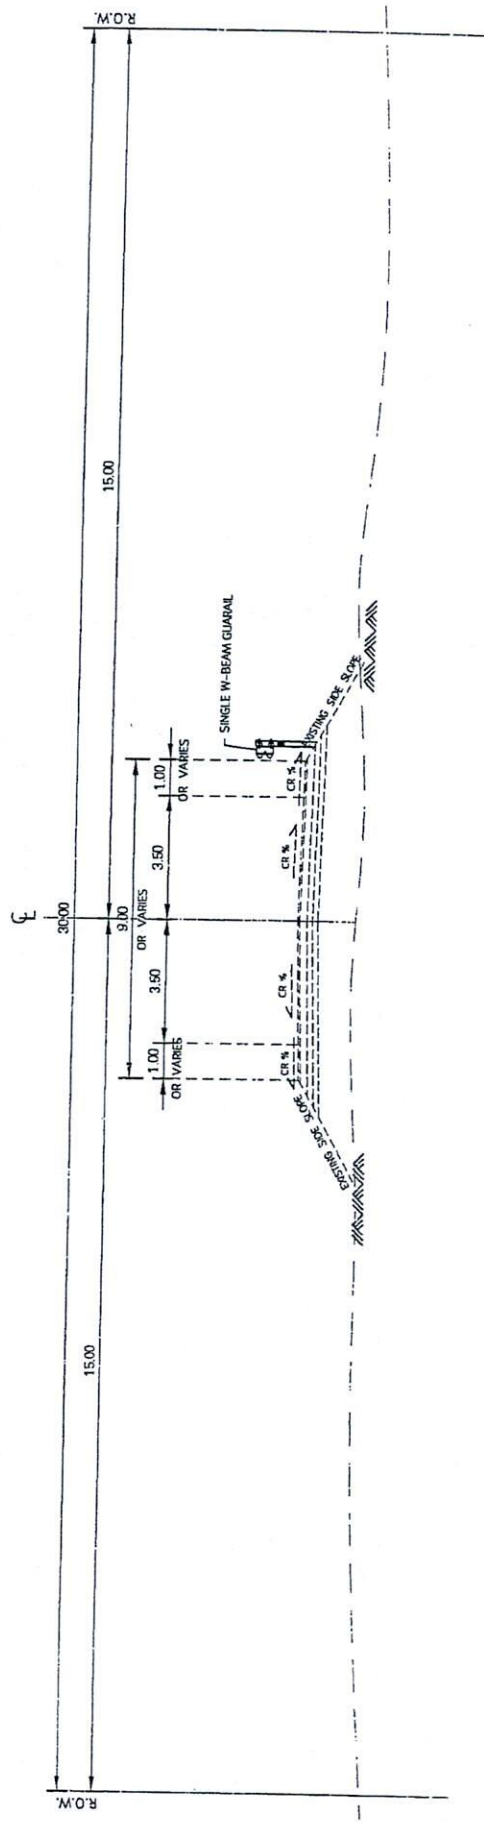 R.O.W.
R.O.W.
C L
30.00
15.00
15.00
9.00
OR VARIES
1.00
OR VARIES
3.50
3.50
1.00
OR VARIES
SINGLE W-BEAM GUARAIL
CR %
CR %
CR %
CR %
EXISTING SIDE SLOPE
EXISTING SIDE SLOPE